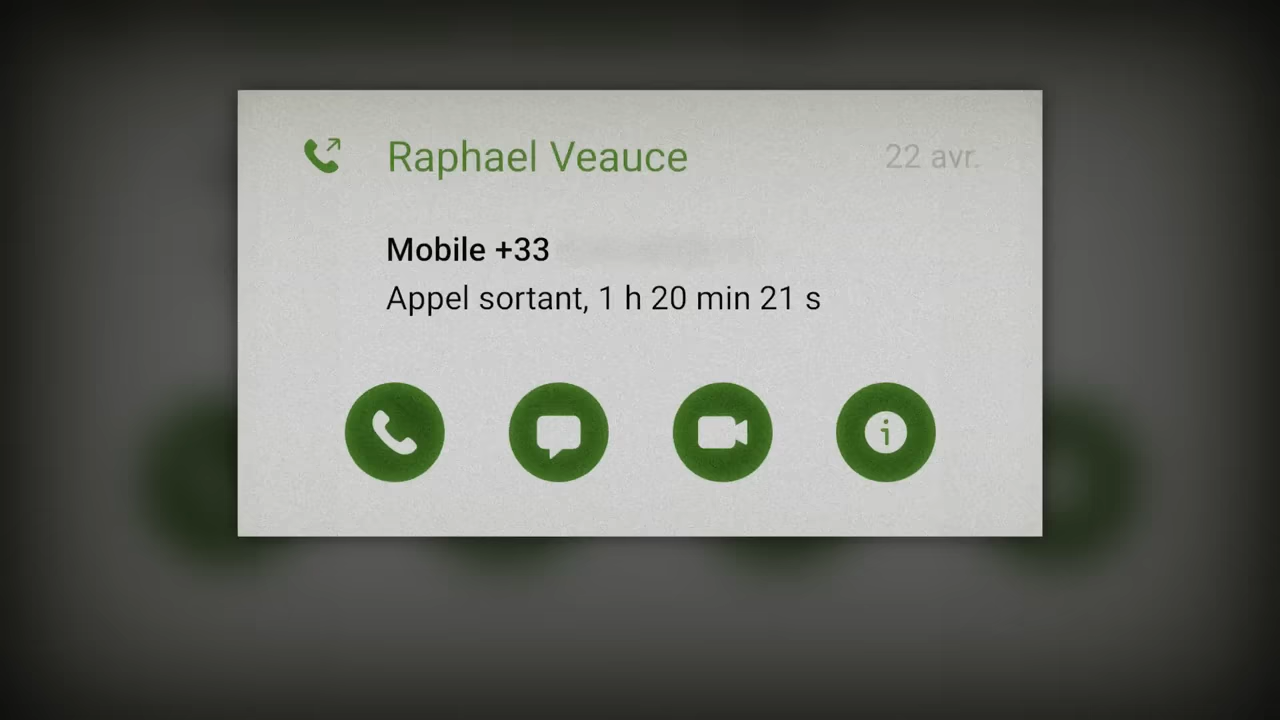 Raphael Veauce 22 avr.
Mobile +33
Appel sortant, 1 h 20 min 21 s